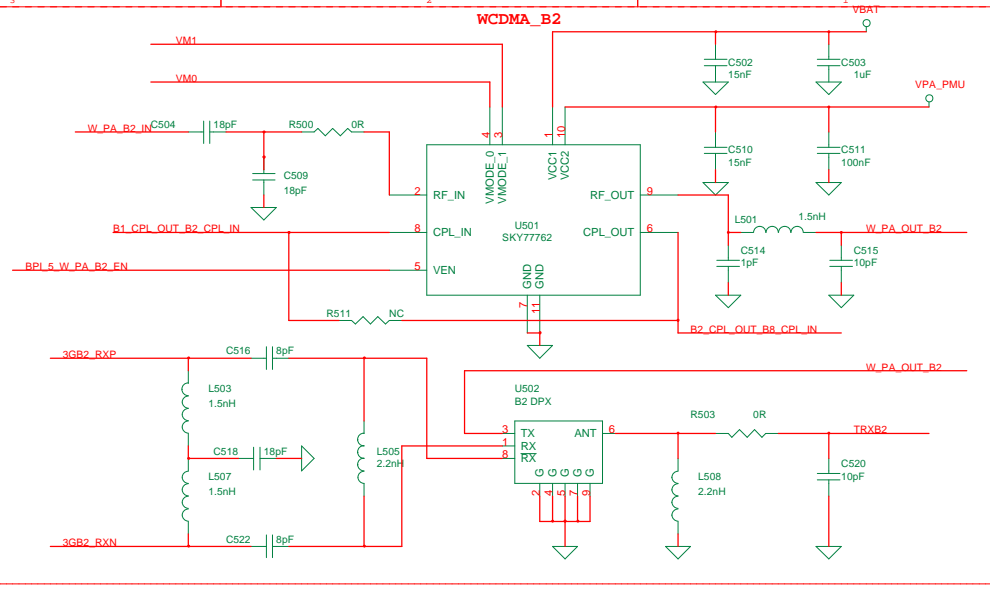 3 2 1
WCDMA_B2
VBAT
VM1
C502
15nF
C503
1uF
VM0
VPA_PMU
W_PA_B2_IN
C504
18pF
R500
0R
4
3
1
10
C510
15nF
C511
100nF
C509
18pF
VMODE_0
VMODE_1
VCC1
VCC2
2
RF_IN
RF_OUT
9
L501
1.5nH
B1_CPL_OUT_B2_CPL_IN
8
CPL_IN
U501
SKY77762
CPL_OUT
6
W_PA_OUT_B2
C514
1pF
C515
10pF
BPI_5_W_PA_B2_EN
5
VEN
GND
GND
7
11
R511
NC
B2_CPL_OUT_B8_CPL_IN
3GB2_RXP
C516
8pF
W_PA_OUT_B2
L503
1.5nH
U502
B2 DPX
R503
0R
3
TX
ANT
6
TRXB2
1
RX
8
RX
C518
18pF
L505
2.2nH
L507
1.5nH
G
G
G
G
G
2
4
5
7
9
L508
2.2nH
C520
10pF
3GB2_RXN
C522
8pF